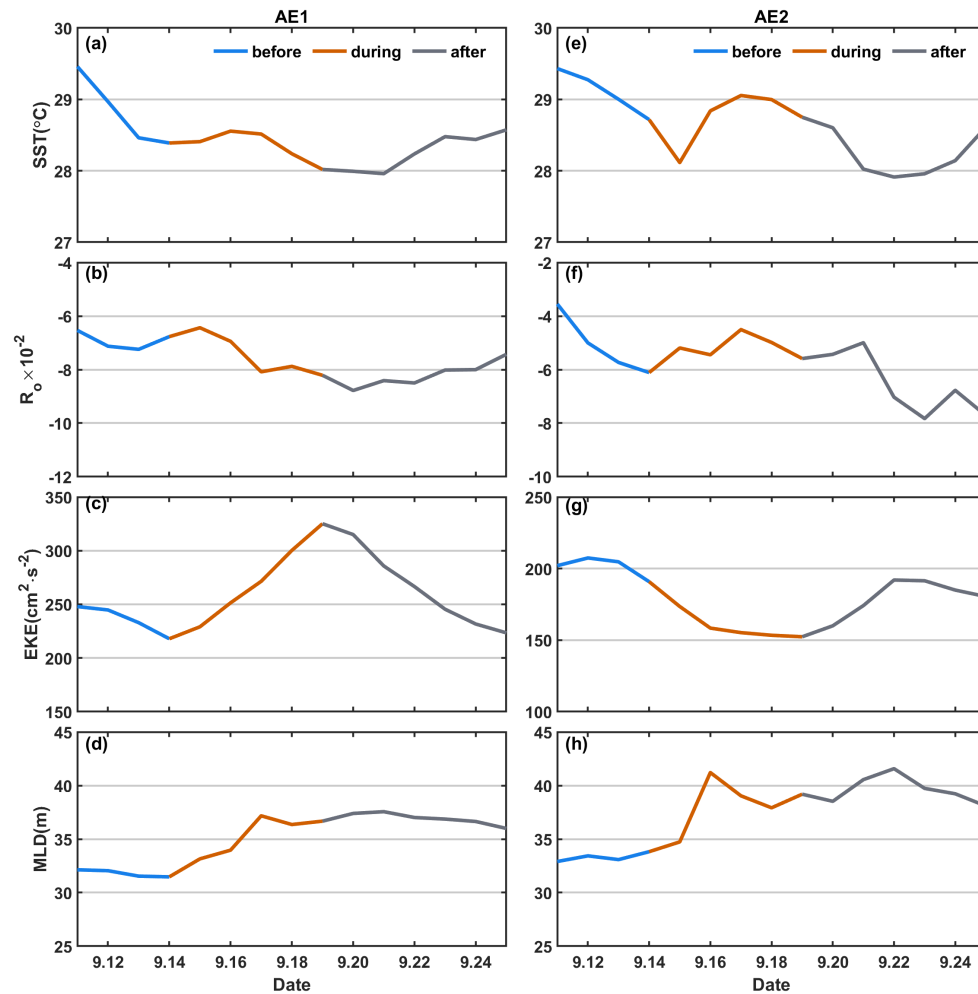 AE1
(a)
before during after
30
29
28
27
SST(°C)
(b)
-4
-6
-8
-10
-12
Ro×10-2
(c)
350
300
250
200
150
EKE(cm2·s-2)
(d)
45
40
35
30
25
MLD(m)
9.12 9.14 9.16 9.18 9.20 9.22 9.24
Date
AE2
(e)
before during after
30
29
28
27
(f)
-2
-4
-6
-8
-10
(g)
250
200
150
100
(h)
45
40
35
30
25
9.12 9.14 9.16 9.18 9.20 9.22 9.24
Date